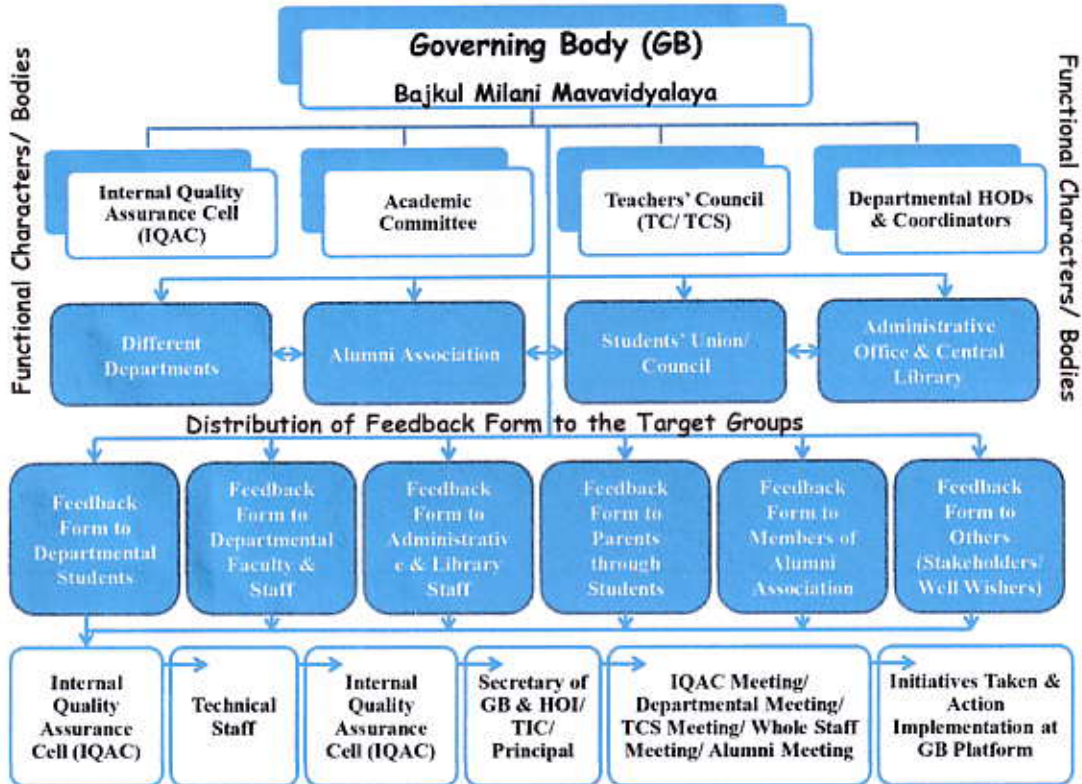 Governing Body (GB)
Bajkul Milani Mavavidyalaya
Functional Characters/ Bodies
Functional Characters/ Bodies
Internal Quality
Assurance Cell
(IQAC)
Academic
Committee
Teachers' Council
(TC/ TCS)
Departmental HODs
& Coordinators
Different
Departments
Alumni Association
Students' Union/
Council
Administrative
Office & Central
Library
Distribution of Feedback Form to the Target Groups
Feedback
Form to
Departmental
Students
Feedback
Form to
Departmental
Faculty &
Staff
Feedback
Form to
Administrativ
e & Library
Staff
Feedback
Form to
Parents
through
Students
Feedback
Form to
Members of
Alumni
Association
Feedback
Form to
Others
(Stakeholders/
Well Wishers)
Internal
Quality
Assurance
Cell (IQAC)
Technical
Staff
Internal
Quality
Assurance
Cell (IQAC)
Secretary of
GB & HOI/
TIC/
Principal
IQAC Meeting/
Departmental Meeting/
TCS Meeting/ Whole Staff
Meeting/ Alumni Meeting
Initiatives Taken &
Action
Implementation at
GB Platform